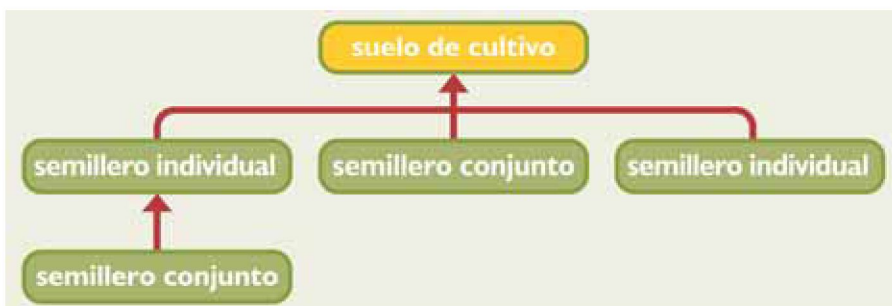 suelo de cultivo
semillero individual
semillero conjunto
semillero individual
semillero conjunto